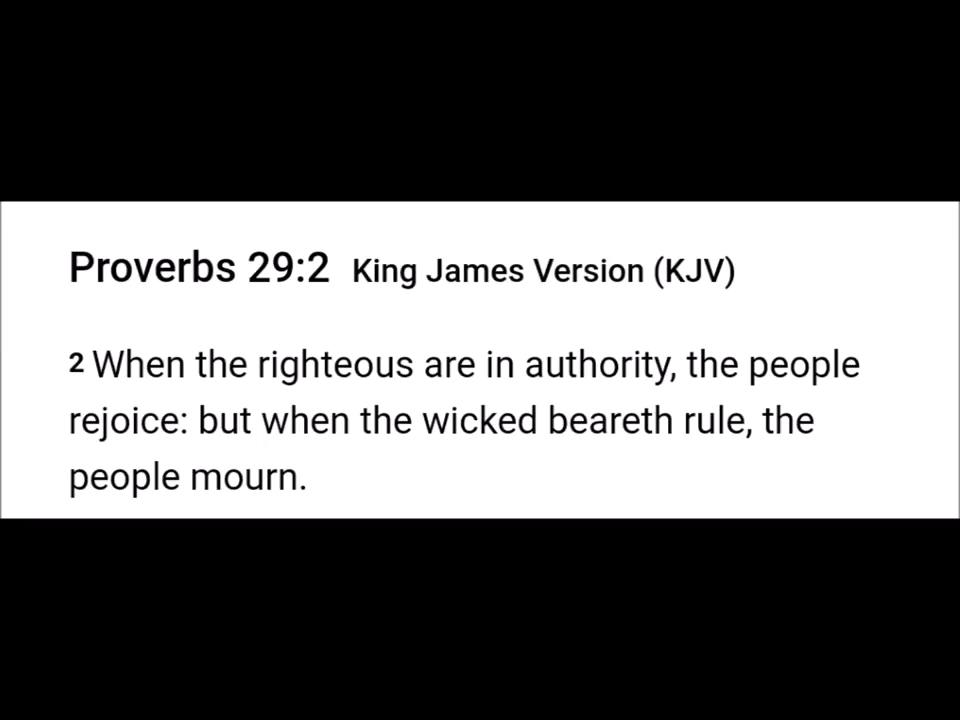 Proverbs 29:2 King James Version (KJV)
2 When the righteous are in authority, the people
rejoice: but when the wicked beareth rule, the
people mourn.